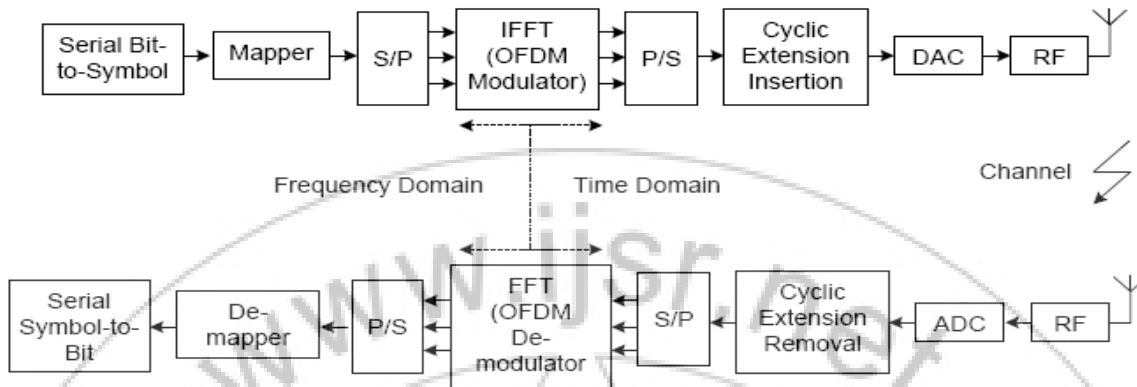 Serial Bit-
to-Symbol
Mapper
S/P
IFFT
(OFDM
Modulator)
P/S
Cyclic
Extension
Insertion
DAC
RF
Frequency Domain
Time Domain
Channel
www.ijsr.net
Serial
Symbol-to-
Bit
De-
mapper
P/S
FFT
(OFDM
De-
modulator
S/P
Cyclic
Extension
Removal
ADC
RF